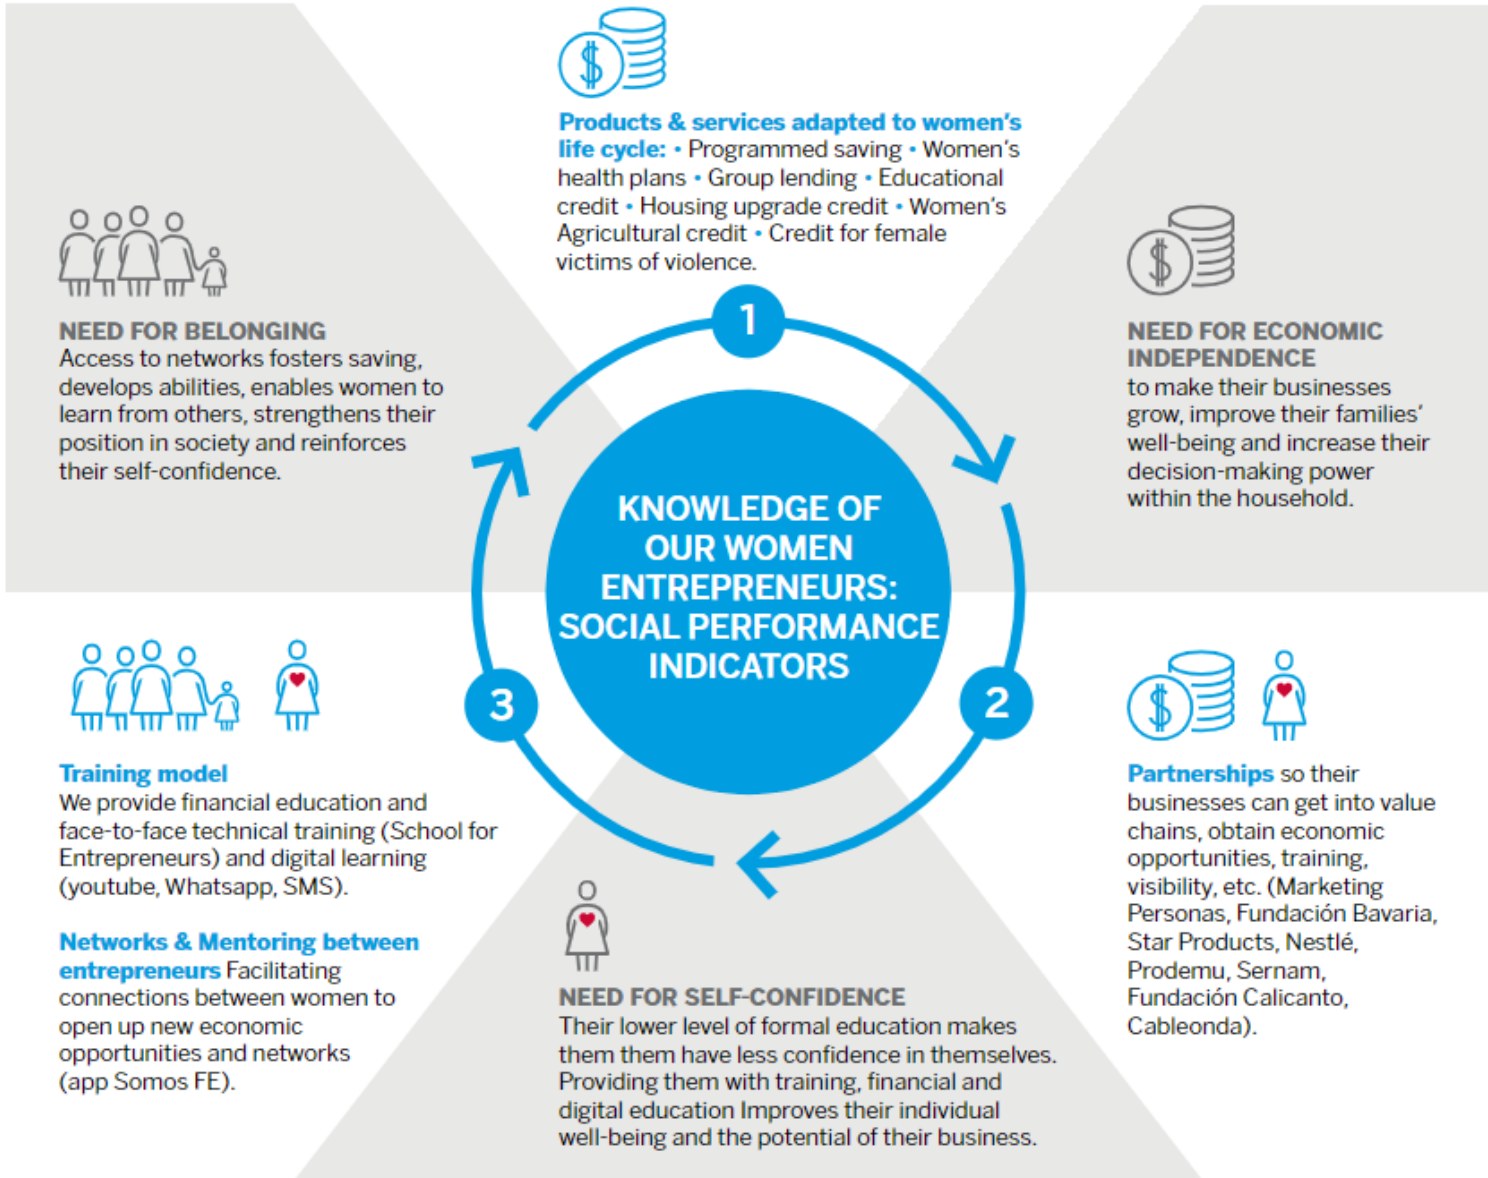 Products & services adapted to women's
life cycle: • Programmed saving • Women's
health plans • Group lending • Educational
credit • Housing upgrade credit • Women's
Agricultural credit • Credit for female
victims of violence.
NEED FOR BELONGING
Access to networks fosters saving,
develops abilities, enables women to
learn from others, strengthens their
position in society and reinforces
their self-confidence.
1
NEED FOR ECONOMIC
INDEPENDENCE
to make their businesses
grow, improve their families'
well-being and increase their
decision-making power
within the household.
KNOWLEDGE OF
OUR WOMEN
ENTREPRENEURS:
SOCIAL PERFORMANCE
INDICATORS
3
2
Training model
We provide financial education and
face-to-face technical training (School for
Entrepreneurs) and digital learning
(youtube, Whatsapp, SMS).
Networks & Mentoring between
entrepreneurs Facilitating
connections between women to
open up new economic
opportunities and networks
(app Somos FE).
Partnerships so their
businesses can get into value
chains, obtain economic
opportunities, training,
visibility, etc. (Marketing
Personas, Fundación Bavaria,
Star Products, Nestlé,
Prodemu, Sernam,
Fundación Calicanto,
Cableonda).
NEED FOR SELF-CONFIDENCE
Their lower level of formal education makes
them them have less confidence in themselves.
Providing them with training, financial and
digital education Improves their individual
well-being and the potential of their business.
$
$
$